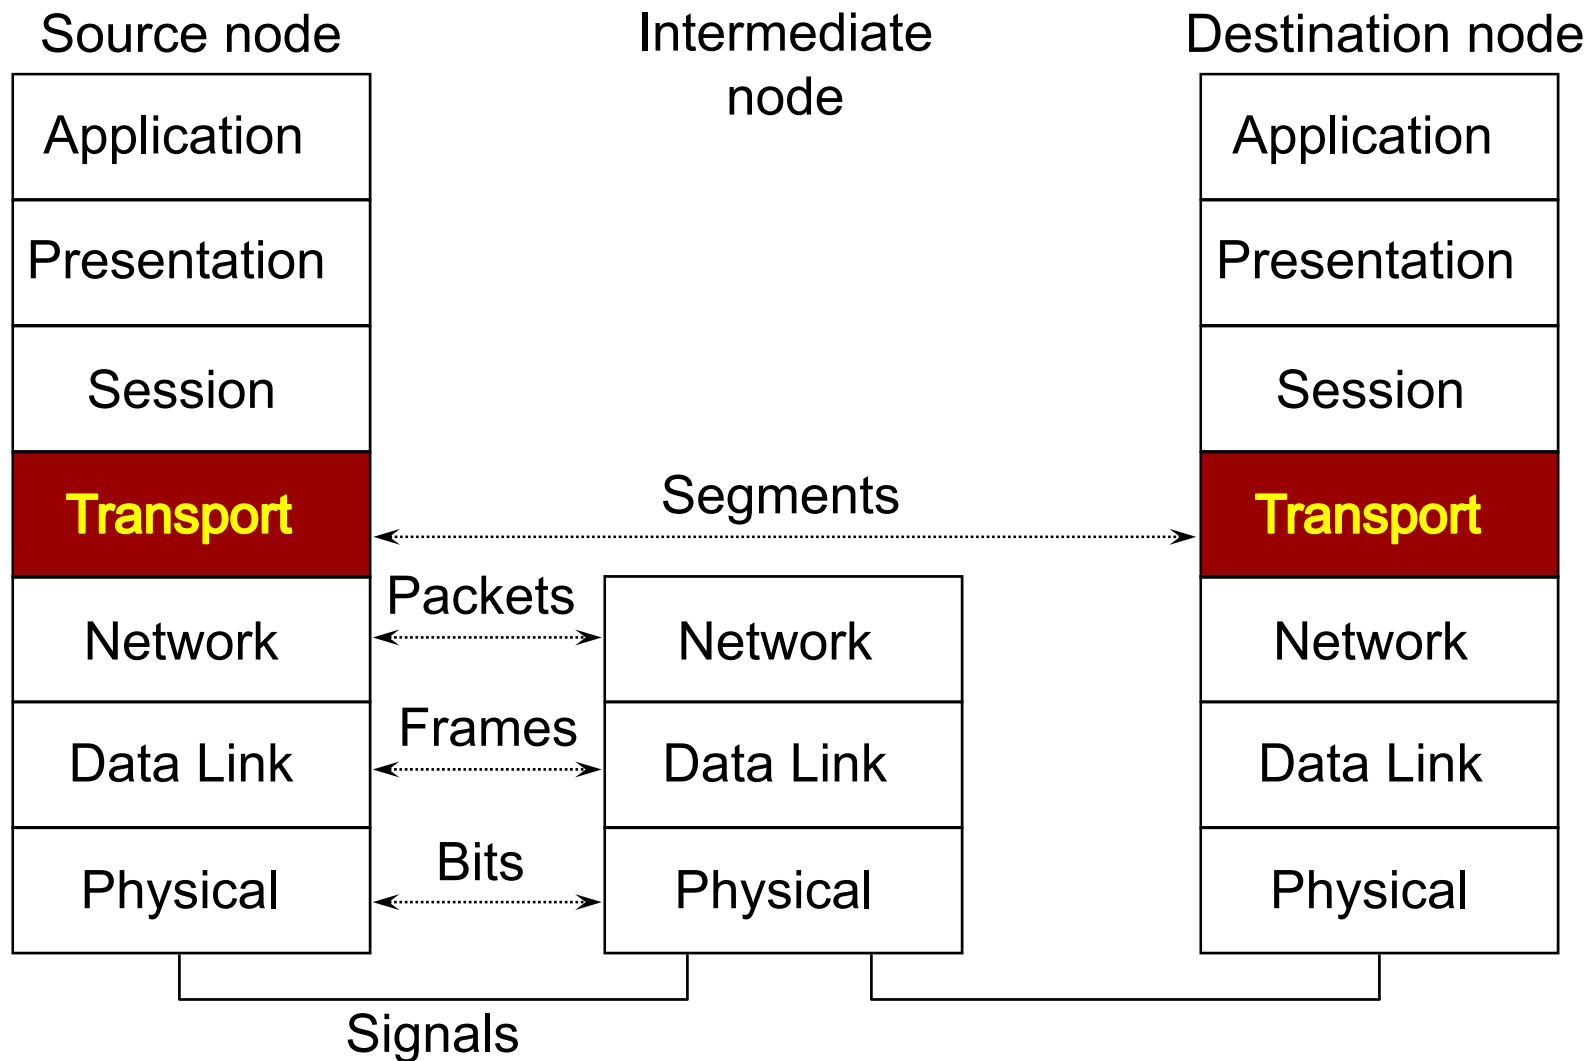 Source node
Intermediate
node
Destination node
Application
Application
Presentation
Presentation
Session
Session
Transport
Segments
Transport
Packets
Network
Network
Network
Frames
Data Link
Data Link
Data Link
Bits
Physical
Physical
Physical
Signals